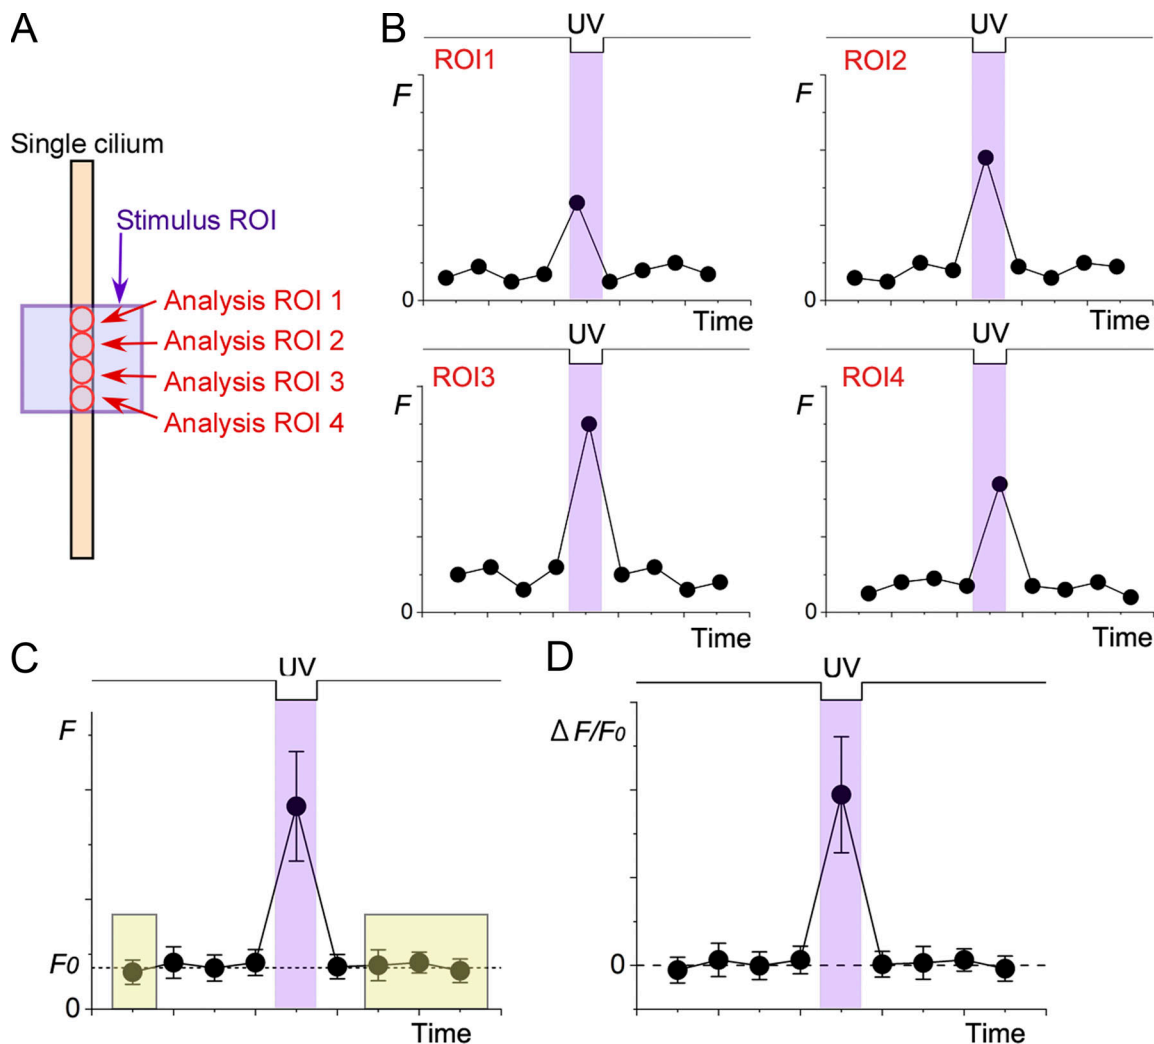 A
Single cilium
Stimulus ROI
Analysis ROI 1
Analysis ROI 2
Analysis ROI 3
Analysis ROI 4
B
UV
ROI1
F
0
Time
UV
ROI2
F
0
Time
UV
ROI3
F
0
Time
UV
ROI4
F
0
Time
C
UV
F
F0
0
Time
D
UV
Δ F/F0
0
Time